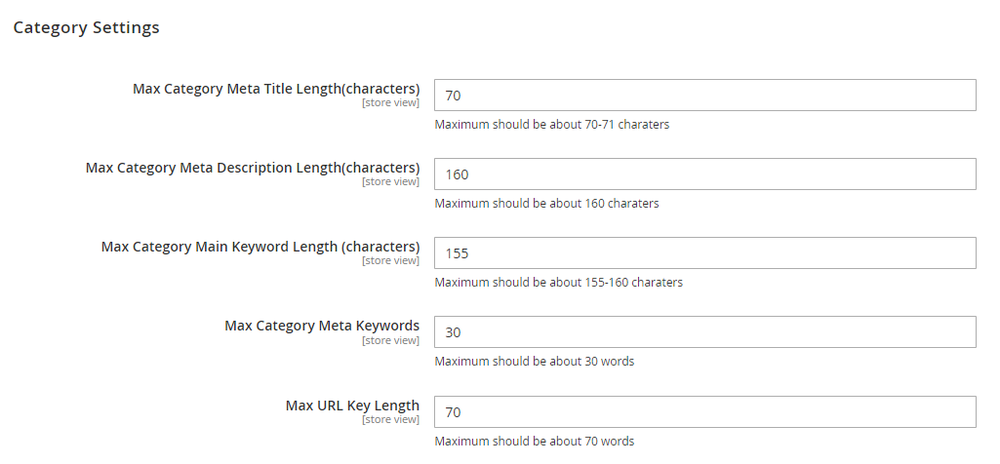 Category Settings
Max Category Meta Title Length(characters)
[store view]
70
Maximum should be about 70-71 charaters
Max Category Meta Description Length(characters)
[store view]
160
Maximum should be about 160 charaters
Max Category Main Keyword Length (characters)
[store view]
155
Maximum should be about 155-160 charaters
Max Category Meta Keywords
[store view]
30
Maximum should be about 30 words
Max URL Key Length
[store view]
70
Maximum should be about 70 words